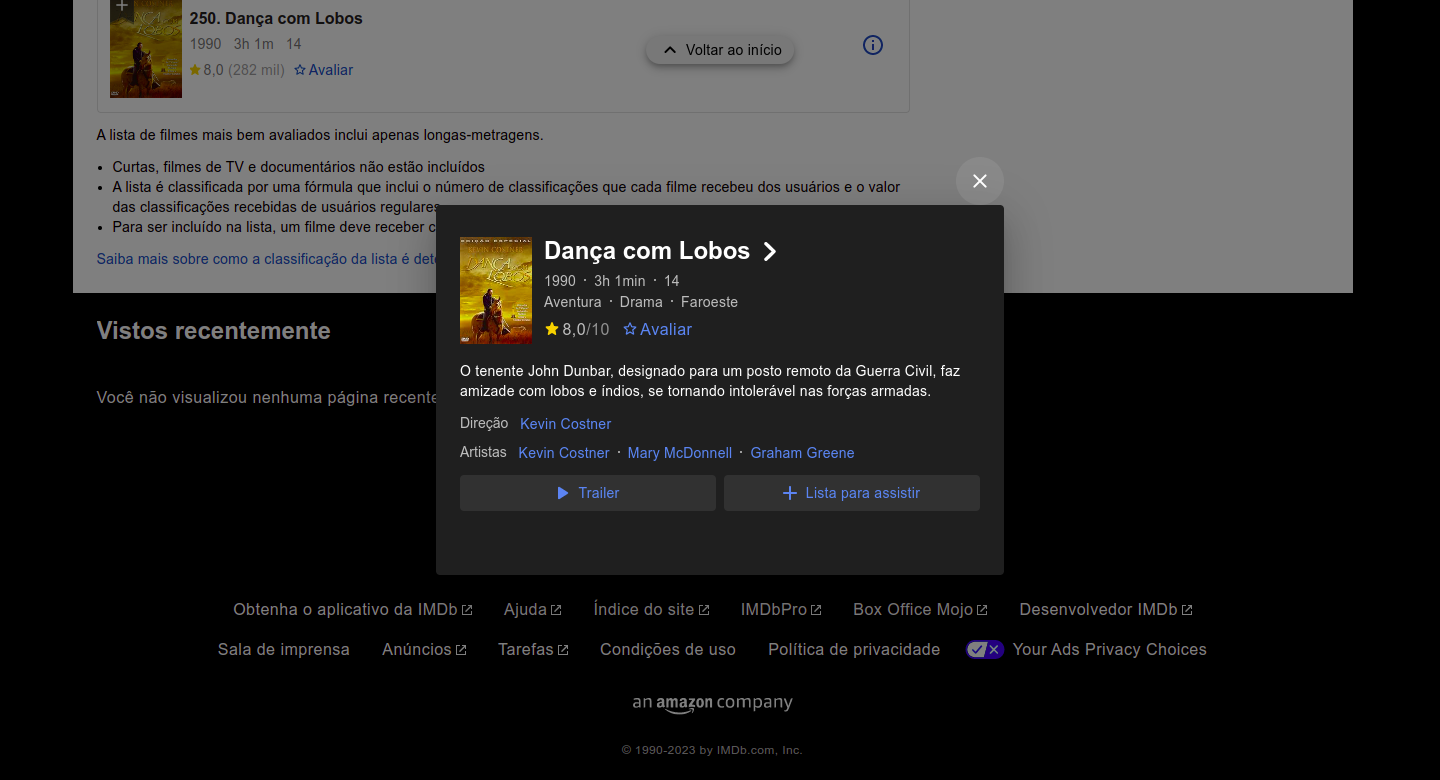 250. Dança com Lobos
1990 3h 1m 14
8,0 (282 mil) Avaliar
Voltar ao início
A lista de filmes mais bem avaliados inclui apenas longas-metragens.
• Curtas, filmes de TV e documentários não estão incluídos
• A lista é classificada por uma fórmula que inclui o número de classificações que cada filme recebeu dos usuários e o valor
das classificações recebidas de usuários regulares
• Para ser incluído na lista, um filme deve receber
Saiba mais sobre como a classificação da lista é
EDIÇÃO ESPECIAL
KEVIN COSTNER
DANÇA
LOBOS
Dança com Lobos
1990 · 3h 1min · 14
Aventura · Drama · Faroeste
8,0/10 Avaliar
O tenente John Dunbar, designado para um posto remoto da Guerra Civil, faz
amizade com lobos e índios, se tornando intolerável nas forças armadas.
Direção Kevin Costner
Artistas Kevin Costner · Mary McDonnell · Graham Greene
Trailer
Lista para assistir
Vistos recentemente
Você não visualizou nenhuma página recente
Obtenha o aplicativo da IMDb Ajuda Índice do site IMDbPro Box Office Mojo Desenvolvedor IMDb
Sala de imprensa Anúncios Tarefas Condições de uso Política de privacidade Your Ads Privacy Choices
an amazon company
© 1990-2023 by IMDb.com, Inc.